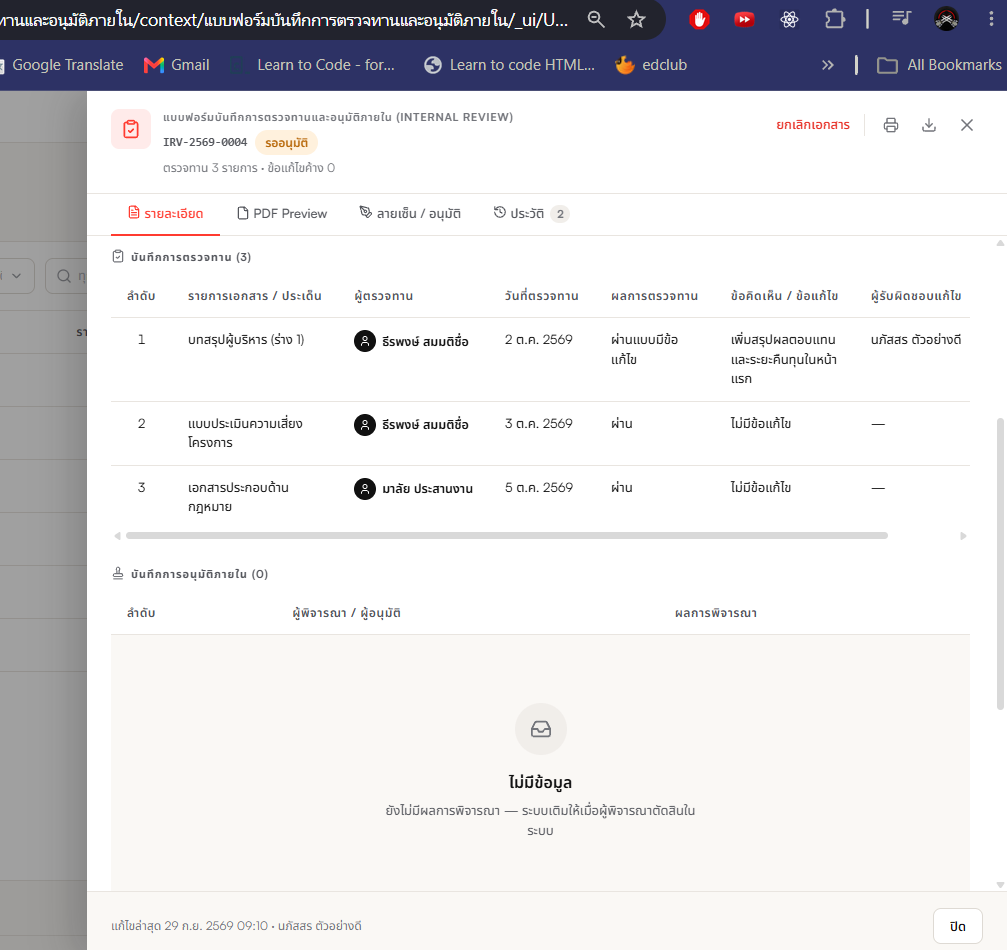 านและอนุมัติภายใน/context/แบบฟอร์มบันทึกการตรวจทานและอนุมัติภายใน/_ui/U...
Google Translate
Gmail
Learn to Code - for...
Learn to code HTML...
edclub
All Bookmarks
แบบฟอร์มบันทึกการตรวจทานและอนุมัติภายใน (INTERNAL REVIEW)
IRV-2569-0004 รออนุมัติ
ตรวจทาน 3 รายการ • ข้อแก้ไขค้าง 0
ยกเลิกเอกสาร
รายละเอียด
PDF Preview
ลายเซ็น / อนุมัติ
ประวัติ 2
บันทึกการตรวจทาน (3)
ลำดับ รายการเอกสาร / ประเด็น ผู้ตรวจทาน วันที่ตรวจทาน ผลการตรวจทาน ข้อคิดเห็น / ข้อแก้ไข ผู้รับผิดชอบแก้ไข
1 บทสรุปผู้บริหาร (ร่าง 1) ธีรพงษ์ สมมติชื่อ 2 ต.ค. 2569 ผ่านแบบมีข้อ เพิ่มสรุปผลตอบแทน นภัสสร ตัวอย่างดี
แก้ไข และระยะคืนทุนในหน้า
แรก
2 แบบประเมินความเสี่ยง ธีรพงษ์ สมมติชื่อ 3 ต.ค. 2569 ผ่าน ไม่มีข้อแก้ไข —
โครงการ
3 เอกสารประกอบด้าน มาลัย ประสานงาน 5 ต.ค. 2569 ผ่าน ไม่มีข้อแก้ไข —
กฎหมาย
บันทึกการอนุมัติภายใน (0)
ลำดับ ผู้พิจารณา / ผู้อนุมัติ ผลการพิจารณา
ไม่มีข้อมูล
ยังไม่มีผลการพิจารณา — ระบบเติมให้เมื่อผู้พิจารณาตัดสินใน
ระบบ
แก้ไขล่าสุด 29 ก.ย. 2569 09:10 • นภัสสร ตัวอย่างดี
ปิด